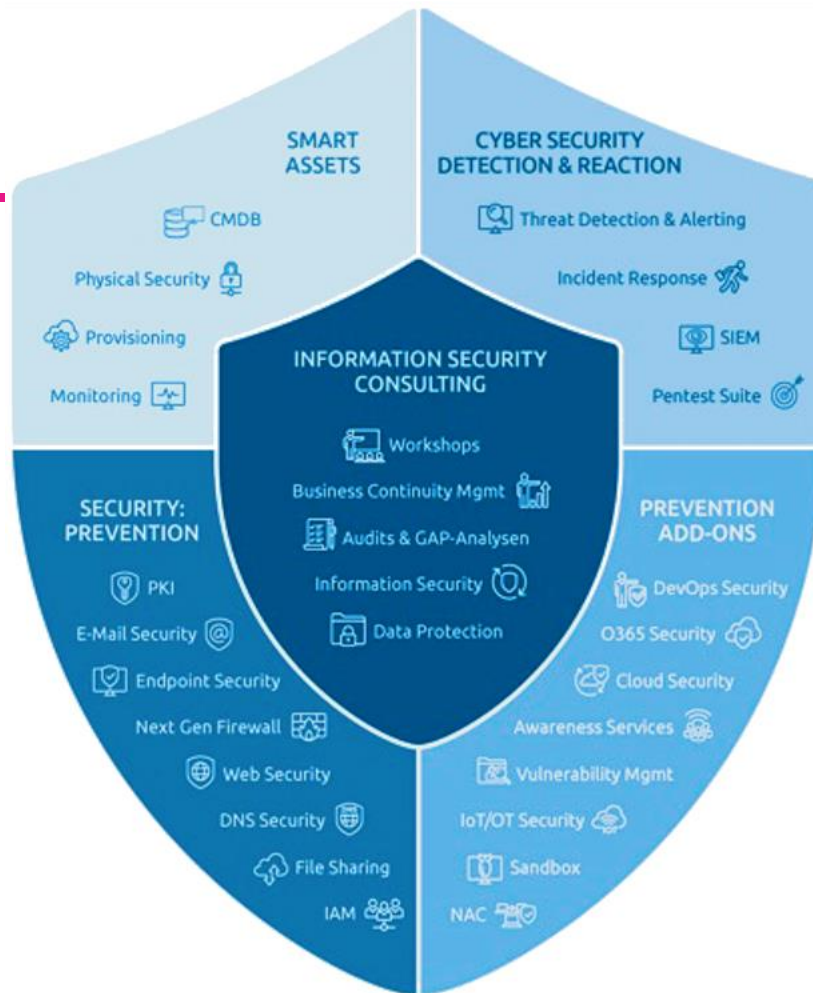 SMART
ASSETS
CMDB
Physical Security
Provisioning
Monitoring
CYBER SECURITY
DETECTION & REACTION
Threat Detection & Alerting
Incident Response
SIEM
Pentest Suite
INFORMATION SECURITY
CONSULTING
Workshops
Business Continuity Mgmt
Audits & GAP-Analysen
Information Security
Data Protection
SECURITY:
PREVENTION
PKI
E-Mail Security
Endpoint Security
Next Gen Firewall
Web Security
DNS Security
File Sharing
IAM
PREVENTION
ADD-ONS
DevOps Security
O365 Security
Cloud Security
Awareness Services
Vulnerability Mgmt
IoT/OT Security
Sandbox
NAC